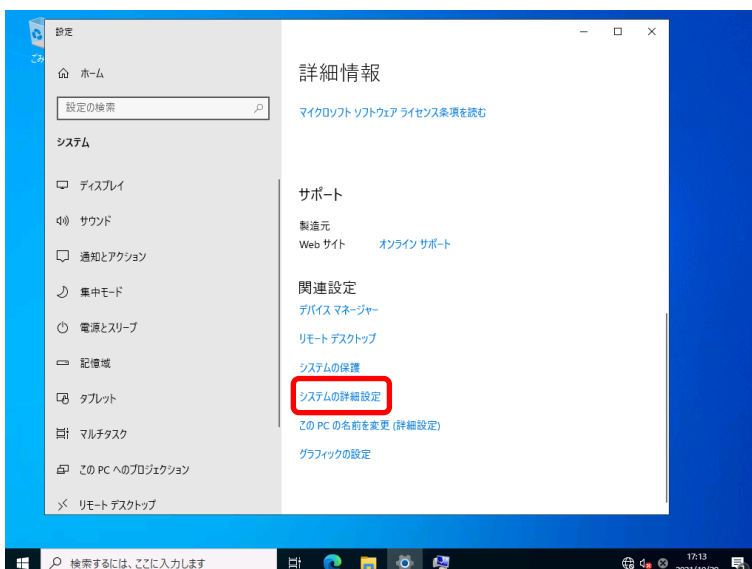 設定
ホーム
設定の検索
システム
ディスプレイ
サウンド
通知とアクション
集中モード
電源とスリープ
記憶域
タブレット
マルチタスク
この PC へのプロジェクション
リモート デスクトップ
詳細情報
マイクロソフト ソフトウェア ライセンス条項を読む
サポート
製造元
Web サイト オンライン サポート
関連設定
デバイス マネージャー
リモート デスクトップ
システムの保護
システムの詳細設定
この PC の名前を変更 (詳細設定)
グラフィックの設定
検索するには、ここに入力します
17:13